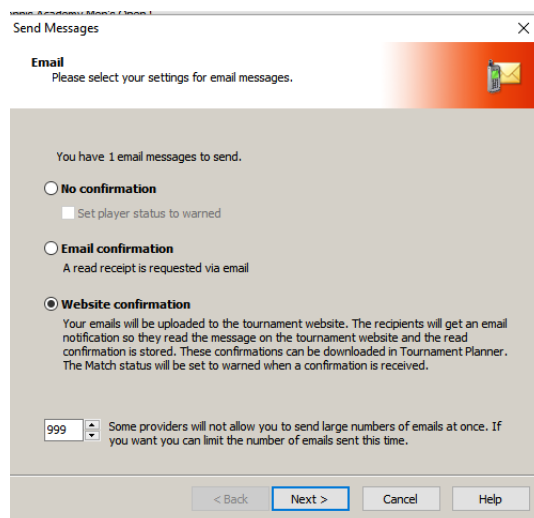 Tennis Academy Men's Open 1
Send Messages
Email
Please select your settings for email messages.
You have 1 email messages to send.
No confirmation
Set player status to warned
Email confirmation
A read receipt is requested via email
Website confirmation
Your emails will be uploaded to the tournament website. The recipients will get an email
notification so they read the message on the tournament website and the read
confirmation is stored. These confirmations can be downloaded in Tournament Planner.
The Match status will be set to warned when a confirmation is received.
999 Some providers will not allow you to send large numbers of emails at once. If
you want you can limit the number of emails sent this time.
< Back Next > Cancel Help